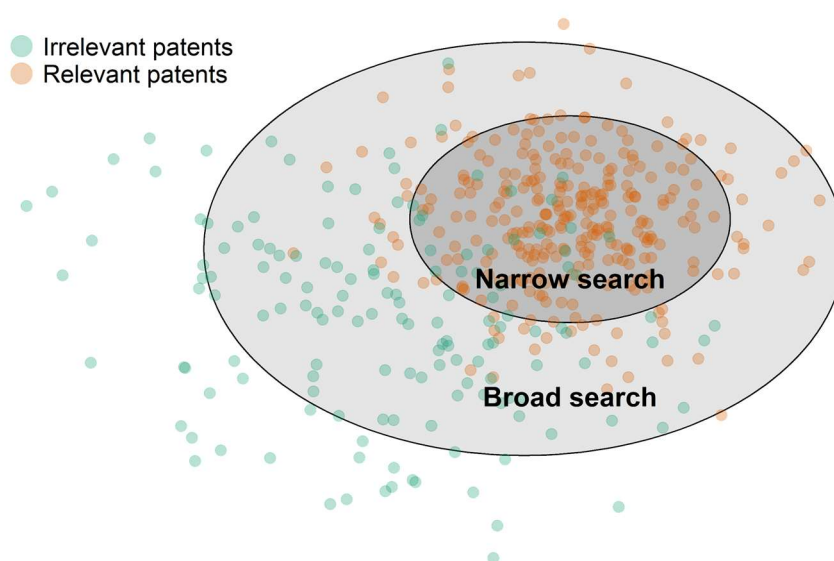 Irrelevant patents
Relevant patents
Narrow search
Broad search